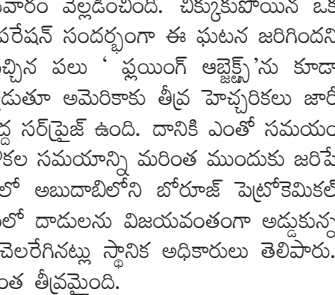 వారం వెల్లడించింది. చిక్కుకుపోయిన ఒక
పరేషన్ సందర్భంగా ఈ ఘటన జరిగిందని
చ్చిన పలు ‘ ఫ్లయింగ్ ఆబ్జెక్ట్స్’ను కూడా
డుతూ అమెరికాకు తీవ్ర హెచ్చరికలు జారీ
ద్ద సర్‌ప్రైజ్ ఉంది. దానికి ఎంతో సమయం
కల సమయాన్ని మరింత ముందుకు జరిపే
లో అబుదాబిలోని బోరూజ్ పెట్రోకెమికల్
లో దాడులను విజయవంతంగా అడ్డుకున్న
చెలరేగినట్లు స్థానిక అధికారులు తెలిపారు.
ంత తీవ్రమైంది.